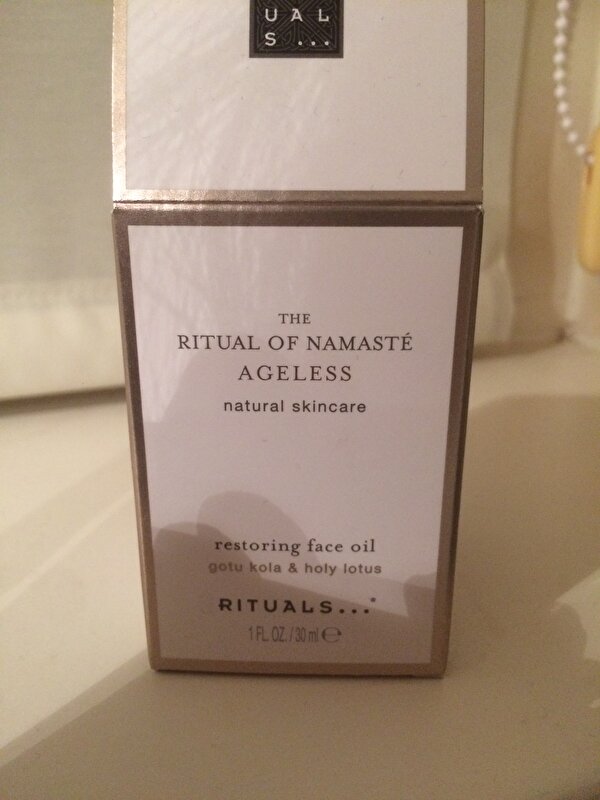 UAL
S...
THE
RITUAL OF NAMASTÉ
AGELESS
natural skincare
restoring face oil
gotu kola & holy lotus
RITUALS...®
1 FL. OZ. / 30 ml ℮